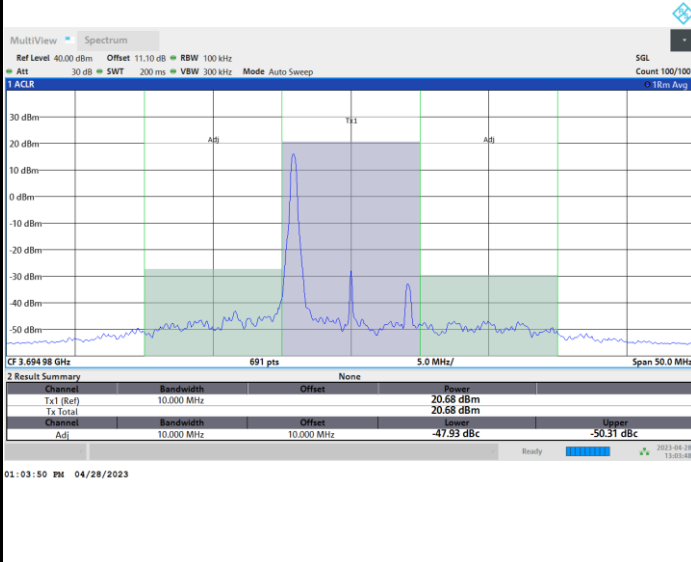 MultiView Spectrum
Ref Level 40.00 dBm Offset 11.10 dB RBW 100 kHz SGL
Att 30 dB SWT 200 ms VBW 300 kHz Mode Auto Sweep Count 100/100
1 ACLR 1Rm Avg
30 dBm
Tx1
20 dBm
Adj Adj
10 dBm
0 dBm
-10 dBm
-20 dBm
-30 dBm
-40 dBm
-50 dBm
CF 3.694 98 GHz 691 pts 5.0 MHz/ Span 50.0 MHz
2 Result Summary None
Channel Bandwidth Offset Power
Tx1 (Ref) 10.000 MHz 20.68 dBm
Tx Total 20.68 dBm
Channel Bandwidth Offset Lower Upper
Adj 10.000 MHz 10.000 MHz -47.93 dBc -50.31 dBc
Ready 2023-04-28
13:03:48
01:03:50 PM 04/28/2023